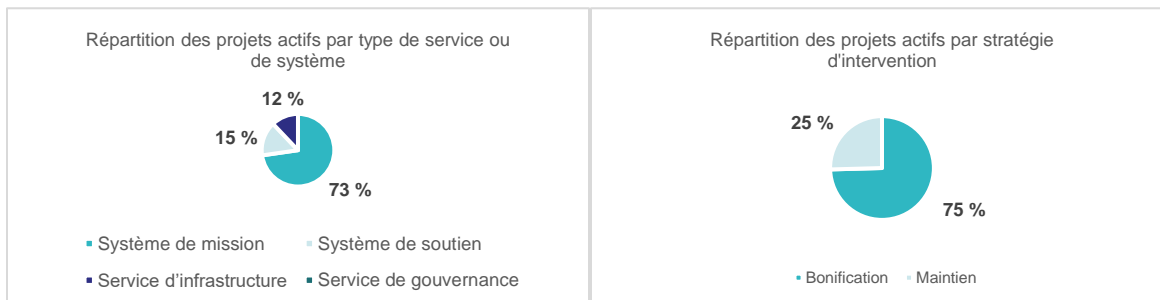 Répartition des projets actifs par type de service ou
de système
12 %
15 %
73 %
Système de mission
Système de soutien
Service d’infrastructure
Service de gouvernance
Répartition des projets actifs par stratégie
d'intervention
25 %
75 %
Bonification
Maintien